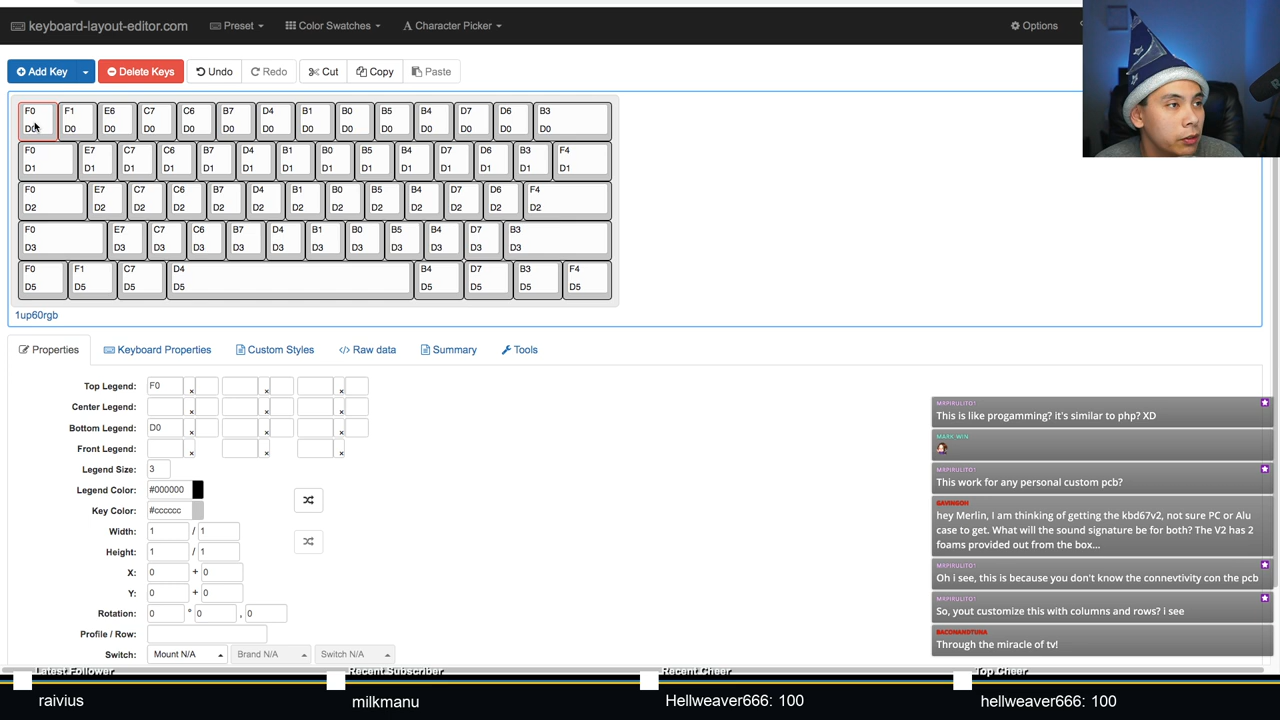 keyboard-layout-editor.com Preset Color Swatches Character Picker Options
Add Key Delete Keys Undo Redo Cut Copy Paste
F0 F1 E6 C7 C6 B7 D4 B1 B0 B5 B4 D7 D6 B3
D0 D0 D0 D0 D0 D0 D0 D0 D0 D0 D0 D0 D0 D0
F0 E7 C7 C6 B7 D4 B1 B0 B5 B4 D7 D6 B3 F4
D1 D1 D1 D1 D1 D1 D1 D1 D1 D1 D1 D1 D1 D1
F0 E7 C7 C6 B7 D4 B1 B0 B5 B4 D7 D6 F4
D2 D2 D2 D2 D2 D2 D2 D2 D2 D2 D2 D2 D2
F0 E7 C7 C6 B7 D4 B1 B0 B5 B4 D7 B3
D3 D3 D3 D3 D3 D3 D3 D3 D3 D3 D3 D3
F0 F1 C7 D4 B4 D7 B3 F4
D5 D5 D5 D5 D5 D5 D5 D5
1up60rgb
Properties Keyboard Properties Custom Styles </> Raw data Summary Tools
Top Legend: F0
Center Legend:
Bottom Legend: D0
Front Legend:
Legend Size: 3
Legend Color: #000000
Key Color: #cccccc
Width: 1 / 1
Height: 1 / 1
X: 0 + 0
Y: 0 + 0
Rotation: 0 ° 0 , 0
Profile / Row:
Switch: Mount N/A Brand N/A Switch N/A
MRPIRULITO1
This is like progamming? it's similar to php? XD
MARK WIN
MRPIRULITO1
This work for any personal custom pcb?
GAVINGOH
hey Merlin, I am thinking of getting the kbd67v2, not sure PC or Alu
case to get. What will the sound signature be for both? The V2 has 2
foams provided out from the box...
MRPIRULITO1
Oh i see, this is because you don't know the connevtivity con the pcb
MRPIRULITO1
So, yout customize this with columns and rows? i see
BACONANDTUNA
Through the miracle of tv!
Latest Follower Recent Subscriber Recent Cheer Top Cheer
raivius milkmanu Hellweaver666: 100 hellweaver666: 100